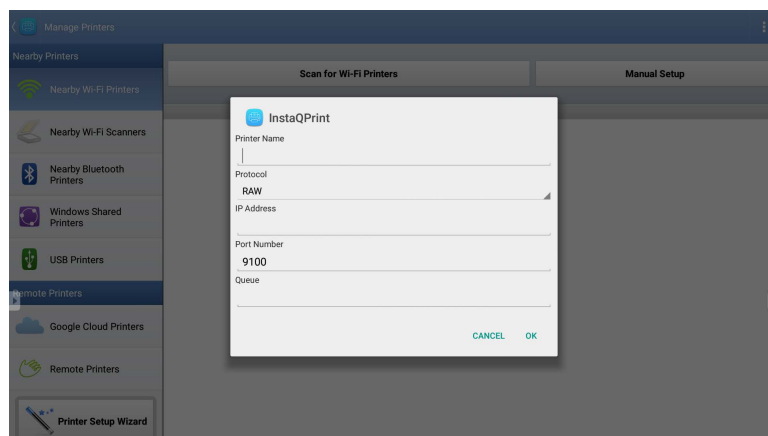 Manage Printers
Nearby Printers
Nearby Wi-Fi Printers
Nearby Wi-Fi Scanners
Nearby Bluetooth
Printers
Windows Shared
Printers
USB Printers
Remote Printers
Google Cloud Printers
Remote Printers
Printer Setup Wizard
Scan for Wi-Fi Printers
Manual Setup
InstaQPrint
Printer Name
Protocol
RAW
IP Address
Port Number
9100
Queue
CANCEL OK